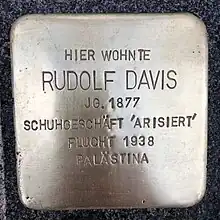 HIER WOHNTE
RUDOLF DAVIS
JG. 1877
SCHUHGESCHÄFT 'ARISIERT'
FLUCHT 1938
PALÄSTINA